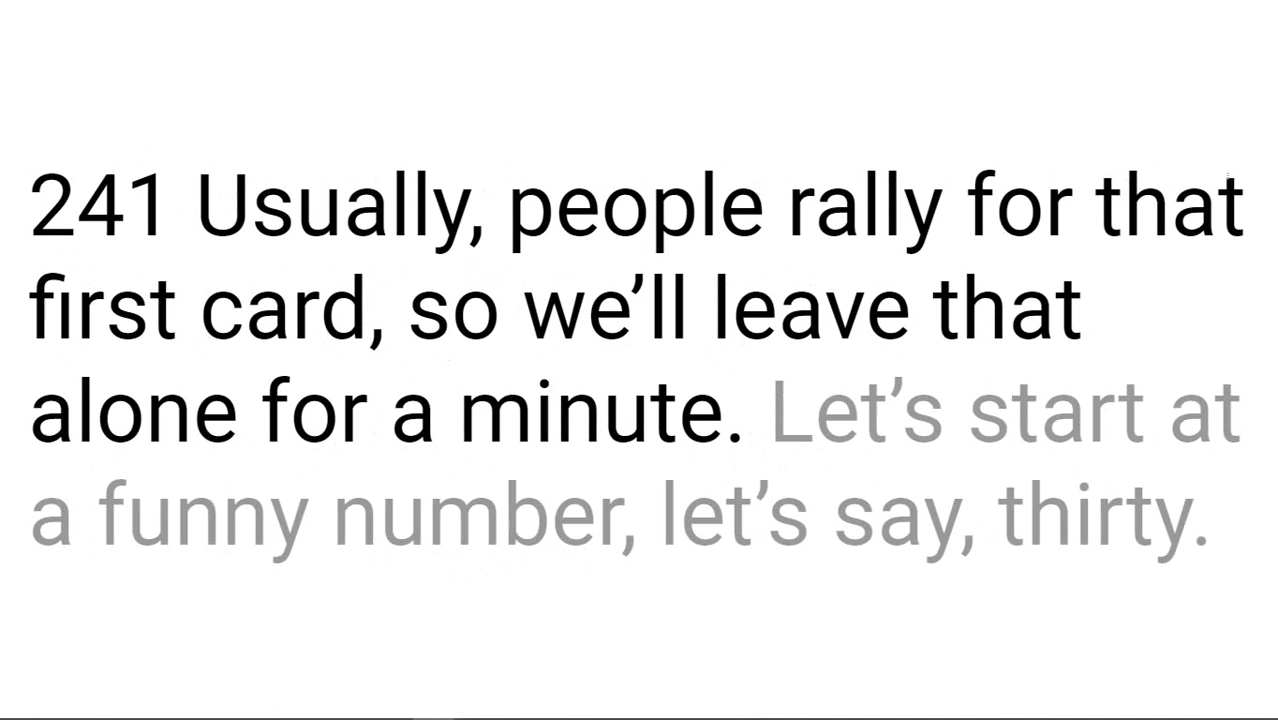 241 Usually, people rally for that
first card, so we’ll leave that
alone for a minute. Let’s start at
a funny number, let’s say, thirty.